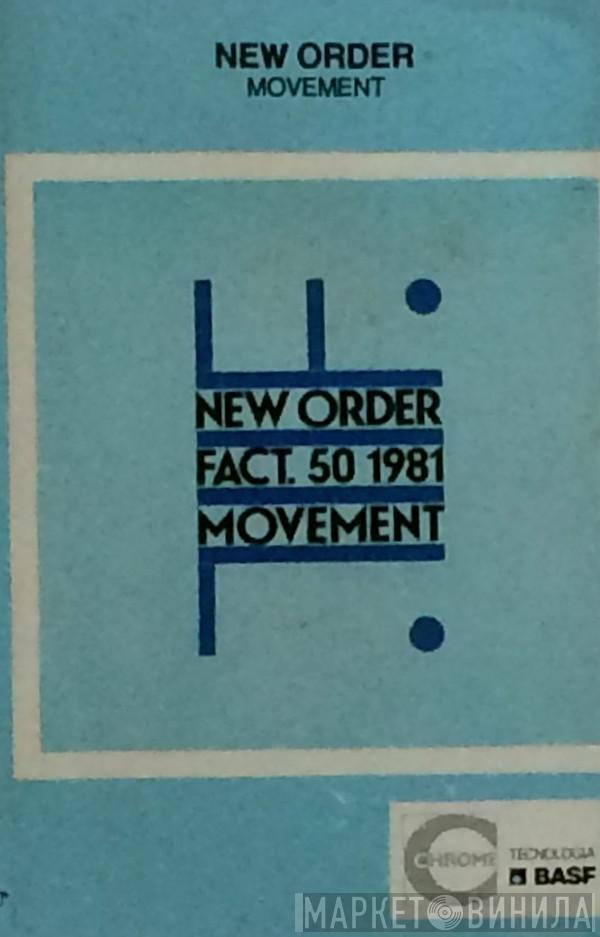 NEW ORDER
MOVEMENT
NEW ORDER
FACT. 50 1981
MOVEMENT
CHROME
TECNOLOGIA
BASF
МАРКЕТ ВИНИЛА